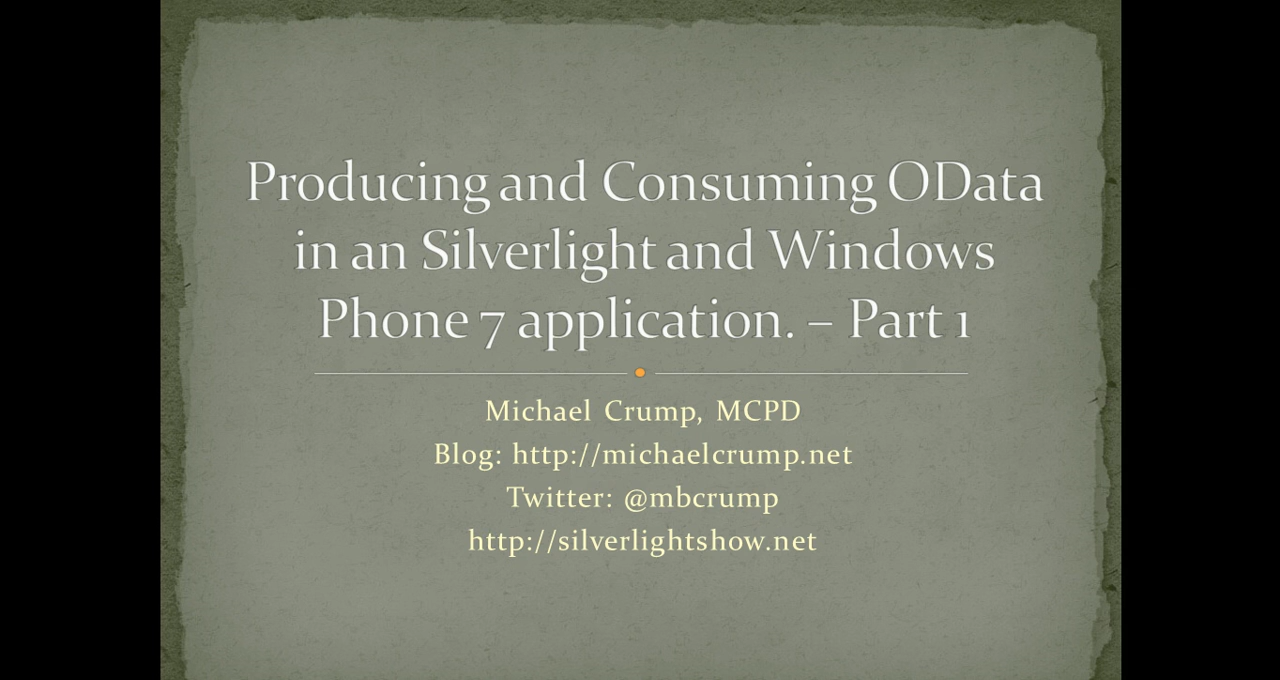 Producing and Consuming OData
in an Silverlight and Windows
Phone 7 application. – Part 1
Michael Crump, MCPD
Blog: http://michaelcrump.net
Twitter: @mbcrump
http://silverlightshow.net